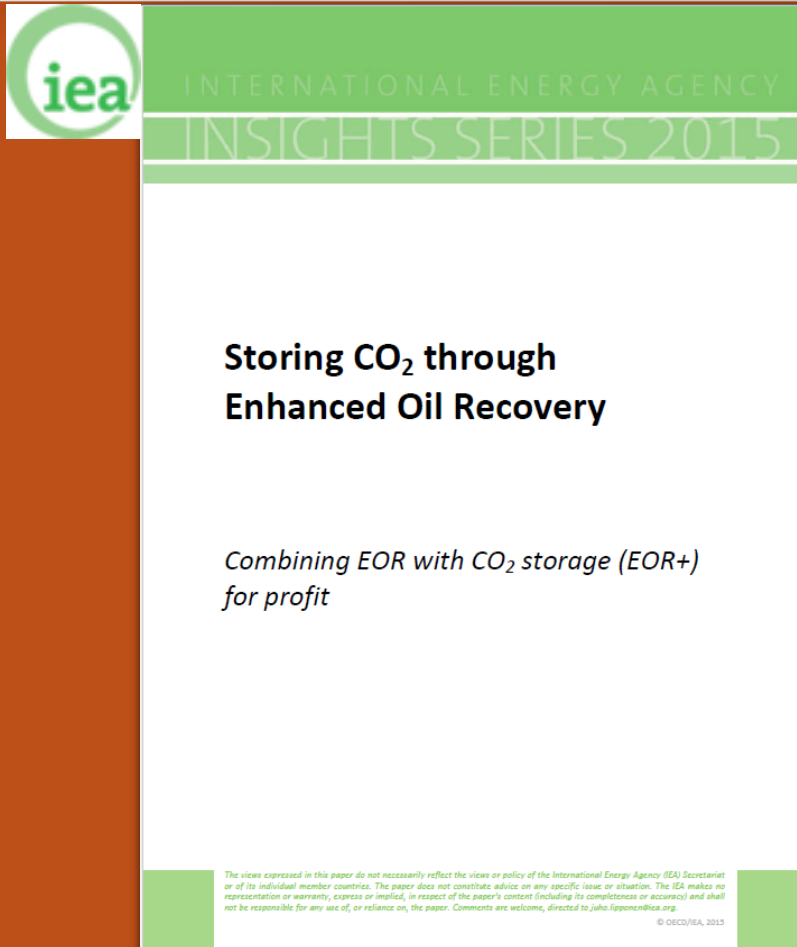 iea
INTERNATIONAL ENERGY AGENCY
INSIGHTS SERIES 2015
Storing CO₂ through
Enhanced Oil Recovery
Combining EOR with CO₂ storage (EOR+)
for profit
The views expressed in this paper do not necessarily reflect the views or policy of the International Energy Agency (IEA) Secretariat
or of its individual member countries. The paper does not constitute advice on any specific issue or situation. The IEA makes no
representation or warranty, express or implied, in respect of the paper's content (including its completeness or accuracy) and shall
not be responsible for any use of, or reliance on, the paper. Comments are welcome, directed to juho.lipponen@iea.org.
© OECD/IEA, 2015